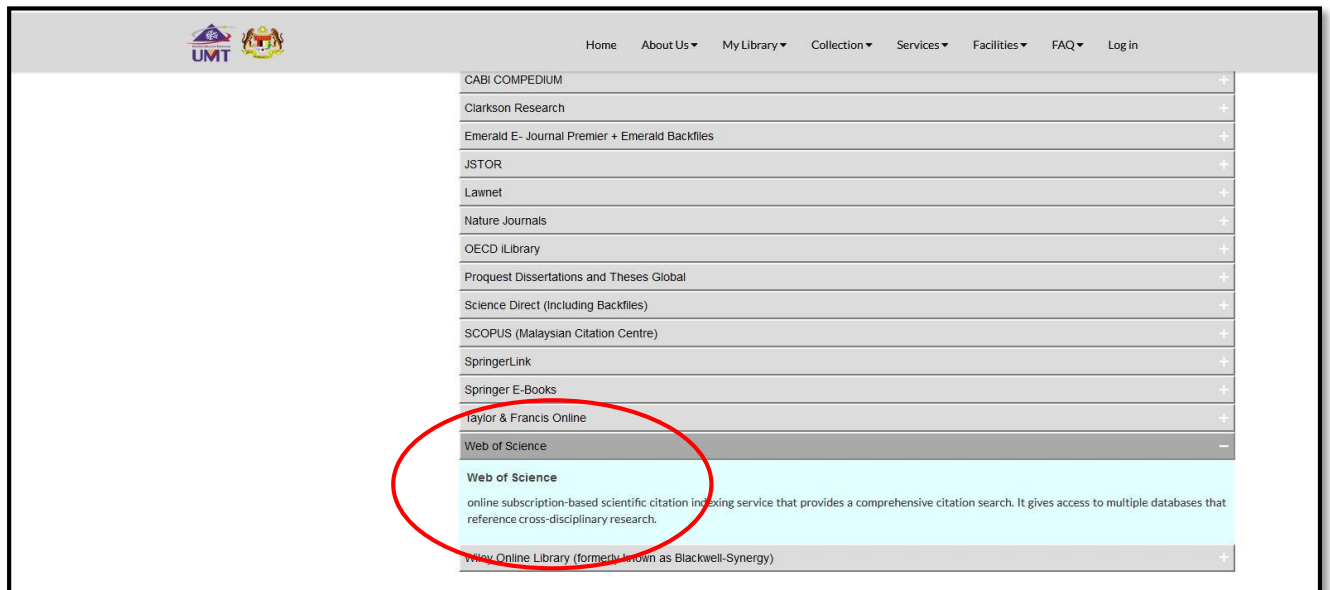 UMT
Home About Us My Library Collection Services Facilities FAQ Log in
CABI COMPEDIUM
Clarkson Research
Emerald E- Journal Premier + Emerald Backfiles
JSTOR
Lawnet
Nature Journals
OECD iLibrary
Proquest Dissertations and Theses Global
Science Direct (Including Backfiles)
SCOPUS (Malaysian Citation Centre)
SpringerLink
Springer E-Books
Taylor & Francis Online
Web of Science
Web of Science
online subscription-based scientific citation indexing service that provides a comprehensive citation search. It gives access to multiple databases that
reference cross-disciplinary research.
Wiley Online Library (formerly known as Blackwell-Synergy)